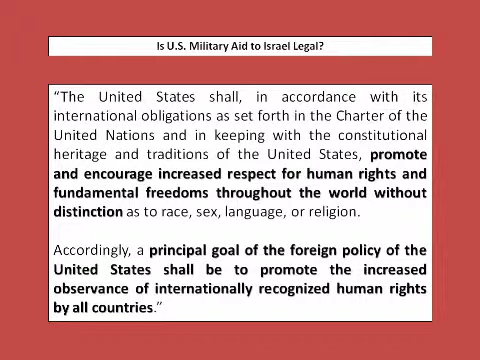 Is U.S. Military Aid to Israel Legal?
“The United States shall, in accordance with its
international obligations as set forth in the Charter of the
United Nations and in keeping with the constitutional
heritage and traditions of the United States, promote
and encourage increased respect for human rights and
fundamental freedoms throughout the world without
distinction as to race, sex, language, or religion.
Accordingly, a principal goal of the foreign policy of the
United States shall be to promote the increased
observance of internationally recognized human rights
by all countries.”